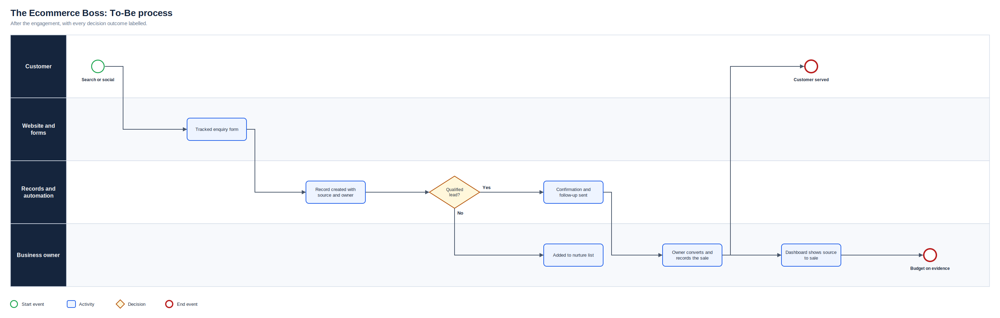 The Ecommerce Boss: To-Be process
After the engagement, with every decision outcome labelled.
Customer
Search or social
Customer served
Website and
forms
Tracked enquiry form
Records and
automation
Record created with
source and owner
Qualified
lead?
Yes
No
Confirmation and
follow-up sent
Business owner
Added to nurture list
Owner converts and
records the sale
Dashboard shows source
to sale
Budget on evidence
Start event
Activity
Decision
End event